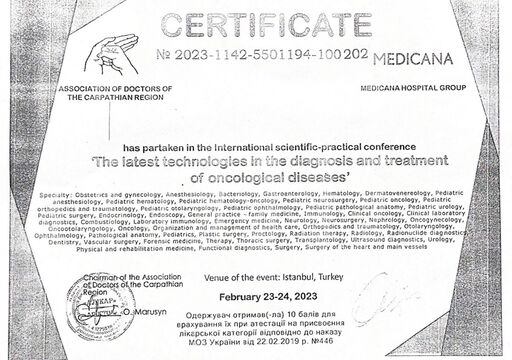 CERTIFICATE
№ 2023-1142-5501194-100202
MEDICANA
ASSOCIATION OF DOCTORS OF
THE CARPATHIAN REGION
MEDICANA HOSPITAL GROUP
has partaken in the International scientific-practical conference
'The latest technologies in the diagnosis and treatment
of oncological diseases'
Specialty: Obstetrics and gynecology, Anesthesiology, Bacteriology, Gastroenterology, Hematology, Dermatovenereology, Pediatric
anesthesiology, Pediatric hematology, Pediatric hematology-oncology, Pediatric neurosurgery, Pediatric oncology, Pediatric
orthopedics and traumatology, Pediatric otolaryngology, Pediatric ophthalmology, Pediatric pathological anatomy, Pediatric urology,
Pediatric surgery, Endocrinology, Endoscopy, General practice - family medicine, Immunology, Clinical oncology, Clinical laboratory
diagnostics, Combustiology, Laboratory immunology, Emergency medicine, Neurology, Neurosurgery, Nephrology, Oncogynecology,
Oncootolaryngology, Oncology, Organization and management of health care, Orthopedics and traumatology, Otolaryngology,
Ophthalmology, Pathological anatomy, Pediatrics, Plastic surgery, Proctology, Radiation therapy, Radiology, Radionuclide diagnostics,
Dentistry, Vascular surgery, Forensic medicine, Therapy, Thoracic surgery, Transplantology, Ultrasound diagnostics, Urology,
Physical and rehabilitation medicine, Functional diagnostics, Surgery, Surgery of the heart and main vessels
Chairman of the Association
of Doctors of the Carpathian
Region
O. Marusyn
Venue of the event: Istanbul, Turkey
February 23-24, 2023
Одержувач отримав(-ла) 10 балів для
врахування їх при атестації на присвоєння
лікарської категорії відповідно до наказу
МОЗ України від 22.02.2019 р. №446